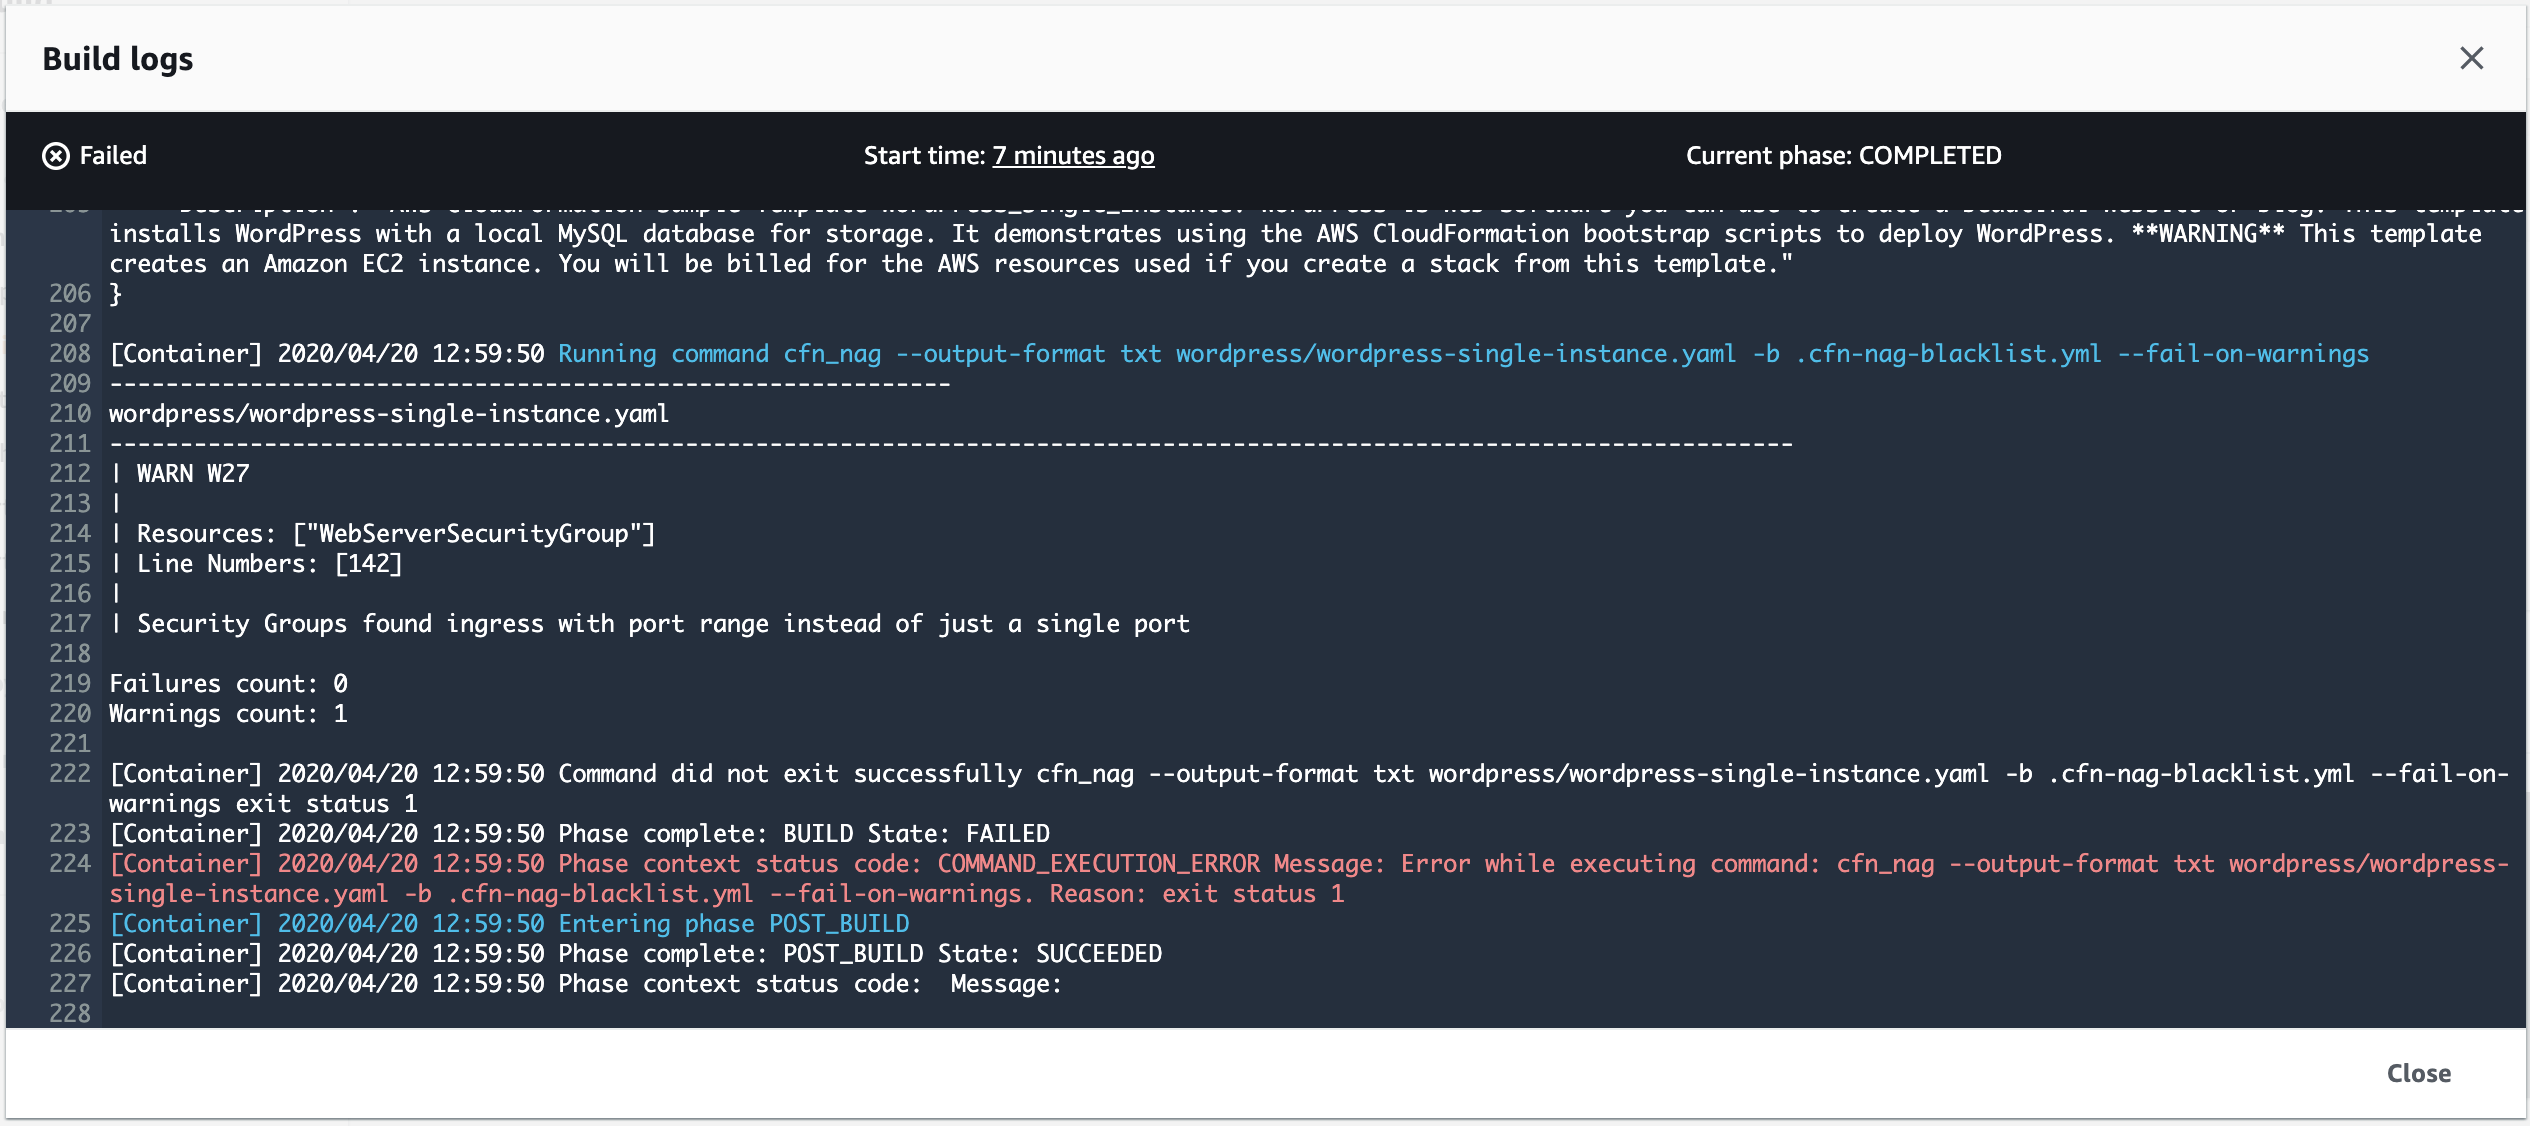 Build logs
Failed
Start time: 7 minutes ago
Current phase: COMPLETED
installs WordPress with a local MySQL database for storage. It demonstrates using the AWS CloudFormation bootstrap scripts to deploy WordPress. **WARNING** This template
creates an Amazon EC2 instance. You will be billed for the AWS resources used if you create a stack from this template."
206 }
207
208 [Container] 2020/04/20 12:59:50 Running command cfn_nag --output-format txt wordpress/wordpress-single-instance.yaml -b .cfn-nag-blacklist.yml --fail-on-warnings
209 ------------------------------------------------------------
210 wordpress/wordpress-single-instance.yaml
211 ------------------------------------------------------------------------------------------------------------------------
212 | WARN W27
213 |
214 | Resources: ["WebServerSecurityGroup"]
215 | Line Numbers: [142]
216 |
217 | Security Groups found ingress with port range instead of just a single port
218
219 Failures count: 0
220 Warnings count: 1
221
222 [Container] 2020/04/20 12:59:50 Command did not exit successfully cfn_nag --output-format txt wordpress/wordpress-single-instance.yaml -b .cfn-nag-blacklist.yml --fail-on-
warnings exit status 1
223 [Container] 2020/04/20 12:59:50 Phase complete: BUILD State: FAILED
224 [Container] 2020/04/20 12:59:50 Phase context status code: COMMAND_EXECUTION_ERROR Message: Error while executing command: cfn_nag --output-format txt wordpress/wordpress-
single-instance.yaml -b .cfn-nag-blacklist.yml --fail-on-warnings. Reason: exit status 1
225 [Container] 2020/04/20 12:59:50 Entering phase POST_BUILD
226 [Container] 2020/04/20 12:59:50 Phase complete: POST_BUILD State: SUCCEEDED
227 [Container] 2020/04/20 12:59:50 Phase context status code:  Message:
228
Close